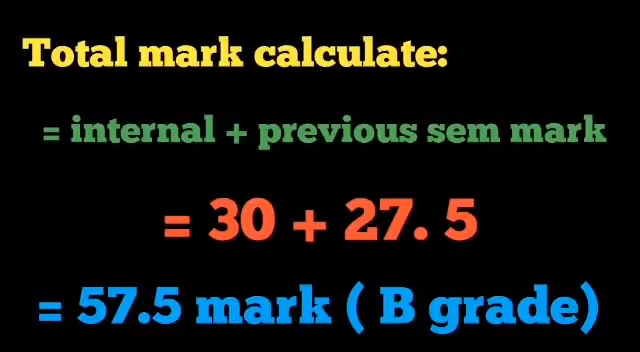 Total mark calculate:
= internal + previous sem mark
= 30 + 27. 5
= 57.5 mark ( B grade)